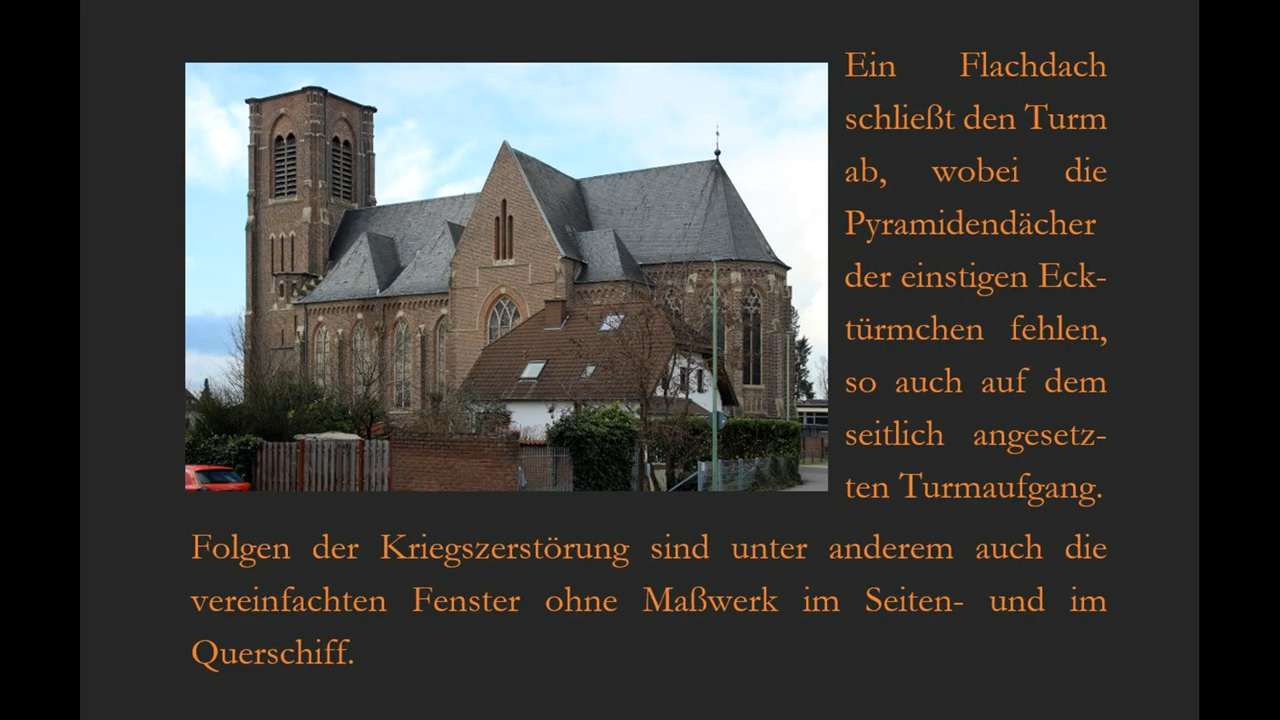 Ein Flachdach
schließt den Turm
ab, wobei die
Pyramidendächer
der einstigen Eck-
türmchen fehlen,
so auch auf dem
seitlich angesetz-
ten Turmaufgang.
Folgen der Kriegszerstörung sind unter anderem auch die
vereinfachten Fenster ohne Maßwerk im Seiten- und im
Querschiff.